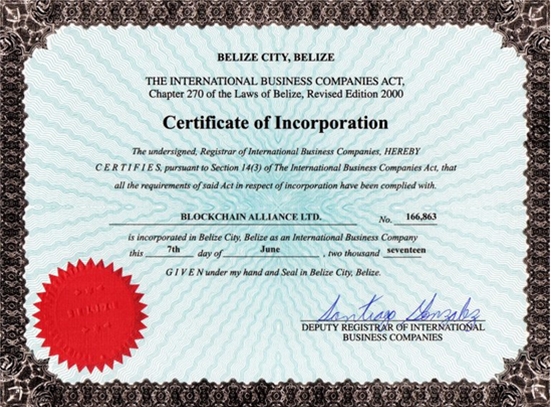 BELIZE CITY, BELIZE
THE INTERNATIONAL BUSINESS COMPANIES ACT,
Chapter 270 of the Laws of Belize, Revised Edition 2000
Certificate of Incorporation
The undersigned, Registrar of International Business Companies, HEREBY
CERTIFIES, pursuant to Section 14(3) of The International Business Companies Act, that
all the requirements of said Act in respect of incorporation have been complied with.
BLOCKCHAIN ALLIANCE LTD. No. 166,863
is incorporated in Belize City, Belize as an International Business Company
this 7th day of June, two thousand seventeen
GIVEN under my hand and Seal in Belize City, Belize.
BELIZE
Santiago Gonzalez
DEPUTY REGISTRAR OF INTERNATIONAL
BUSINESS COMPANIES